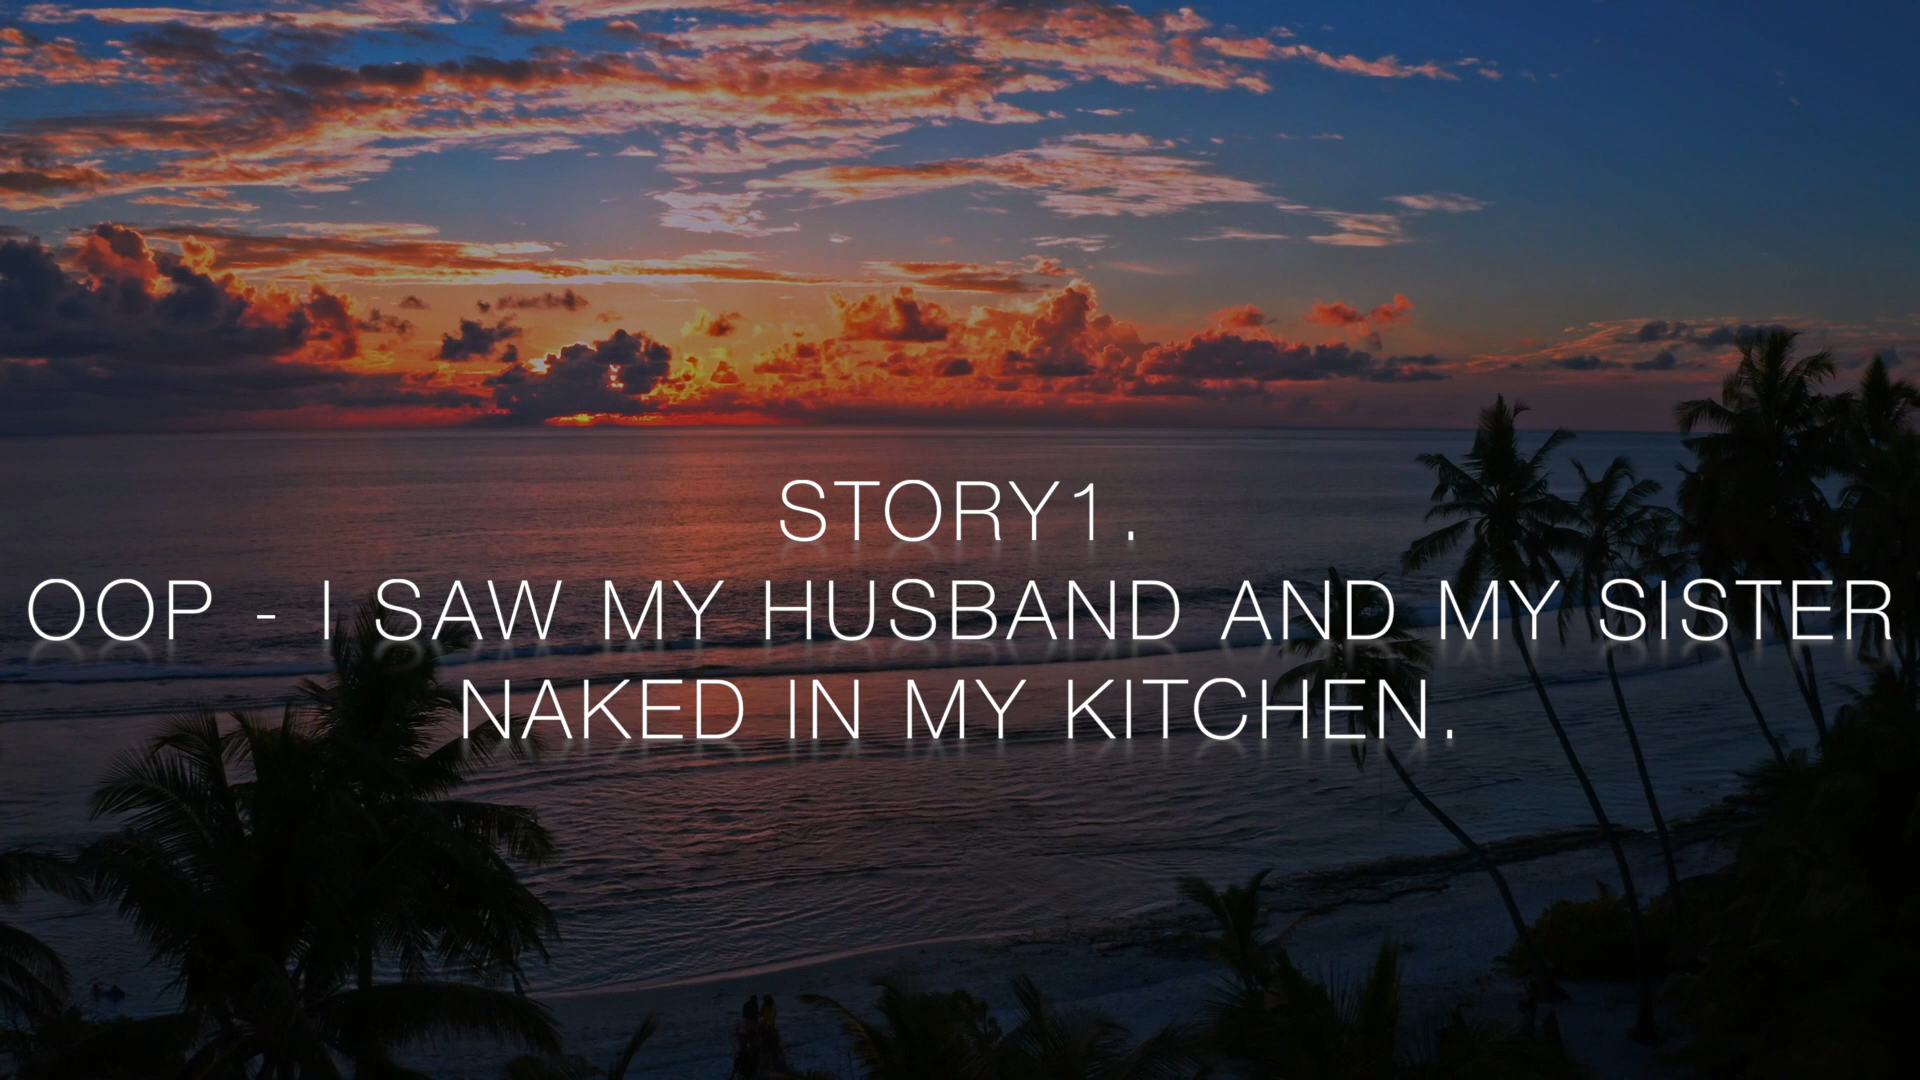 STORY1.
OOP - I SAW MY HUSBAND AND MY SISTER
NAKED IN MY KITCHEN.